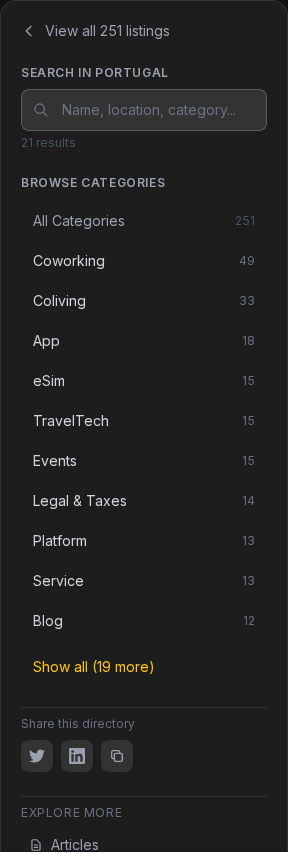 View all 251 listings
SEARCH IN PORTUGAL
Name, location, category...
21 results
BROWSE CATEGORIES
All Categories 251
Coworking 49
Coliving 33
App 18
eSim 15
TravelTech 15
Events 15
Legal & Taxes 14
Platform 13
Service 13
Blog 12
Show all (19 more)
Share this directory
in
EXPLORE MORE
Articles